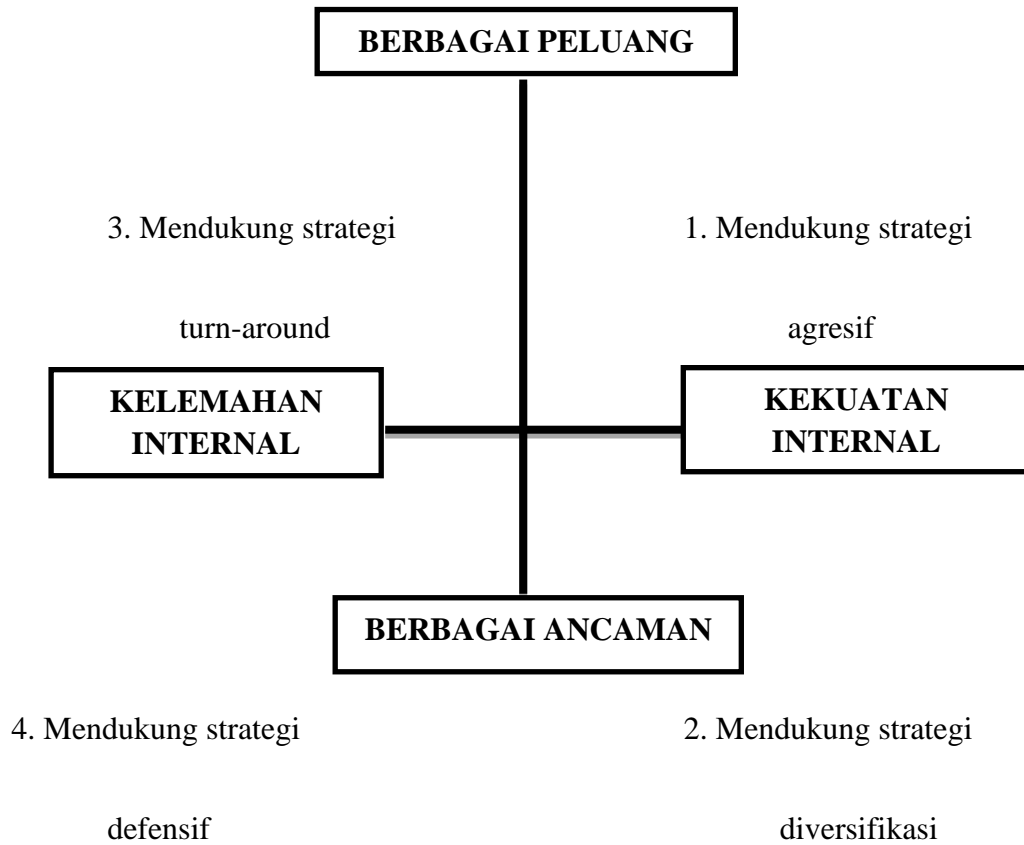 BERBAGAI PELUANG
3. Mendukung strategi
1. Mendukung strategi
turn-around
agresif
KELEMAHAN
INTERNAL
KEKUATAN
INTERNAL
BERBAGAI ANCAMAN
4. Mendukung strategi
2. Mendukung strategi
defensif
diversifikasi